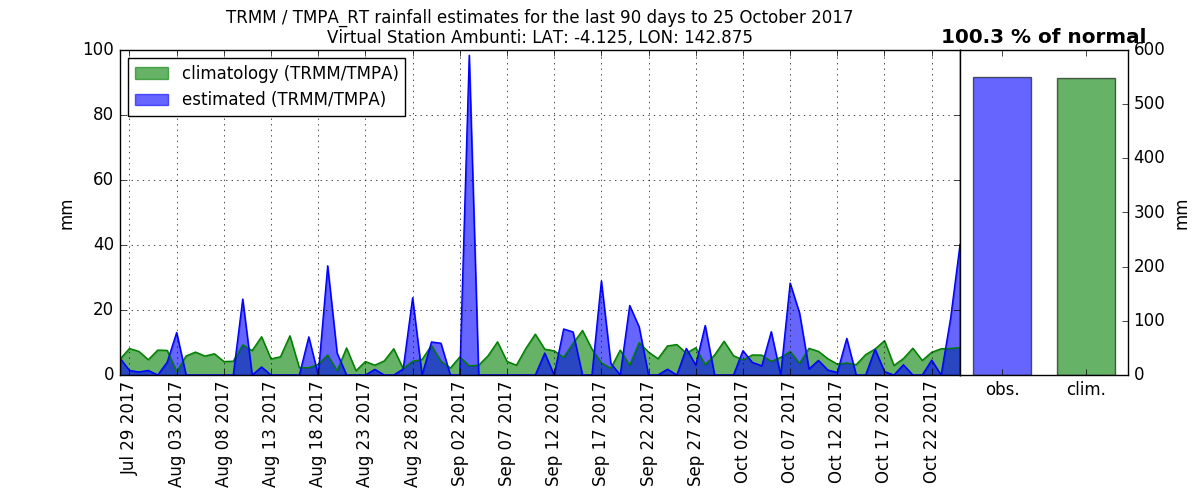 TRMM / TMPA_RT rainfall estimates for the last 90 days to 25 October 2017
Virtual Station Ambunti: LAT: -4.125, LON: 142.875
100.3 % of normal
climatology (TRMM/TMPA)
estimated (TRMM/TMPA)
100
80
60
40
20
0
mm
600
500
400
300
200
100
0
mm
Jul 29 2017
Aug 03 2017
Aug 08 2017
Aug 13 2017
Aug 18 2017
Aug 23 2017
Aug 28 2017
Sep 02 2017
Sep 07 2017
Sep 12 2017
Sep 17 2017
Sep 22 2017
Sep 27 2017
Oct 02 2017
Oct 07 2017
Oct 12 2017
Oct 17 2017
Oct 22 2017
obs.
clim.